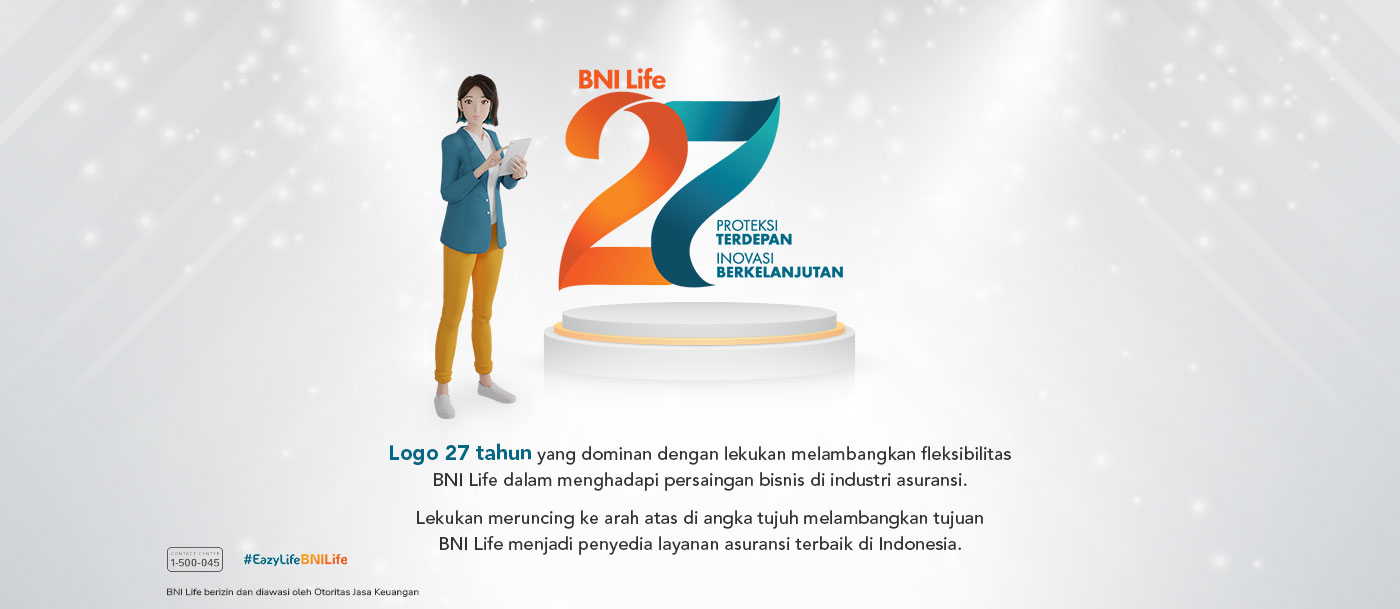 BNI Life
27
PROTEKSI
TERDEPAN
INOVASI
BERKELANJUTAN
Logo 27 tahun yang dominan dengan lekukan melambangkan fleksibilitas
BNI Life dalam menghadapi persaingan bisnis di industri asuransi.
Lekukan meruncing ke arah atas di angka tujuh melambangkan tujuan
BNI Life menjadi penyedia layanan asuransi terbaik di Indonesia.
CONTACT CENTER
1-500-045
#EazyLifeBNILife
BNI Life berizin dan diawasi oleh Otoritas Jasa Keuangan